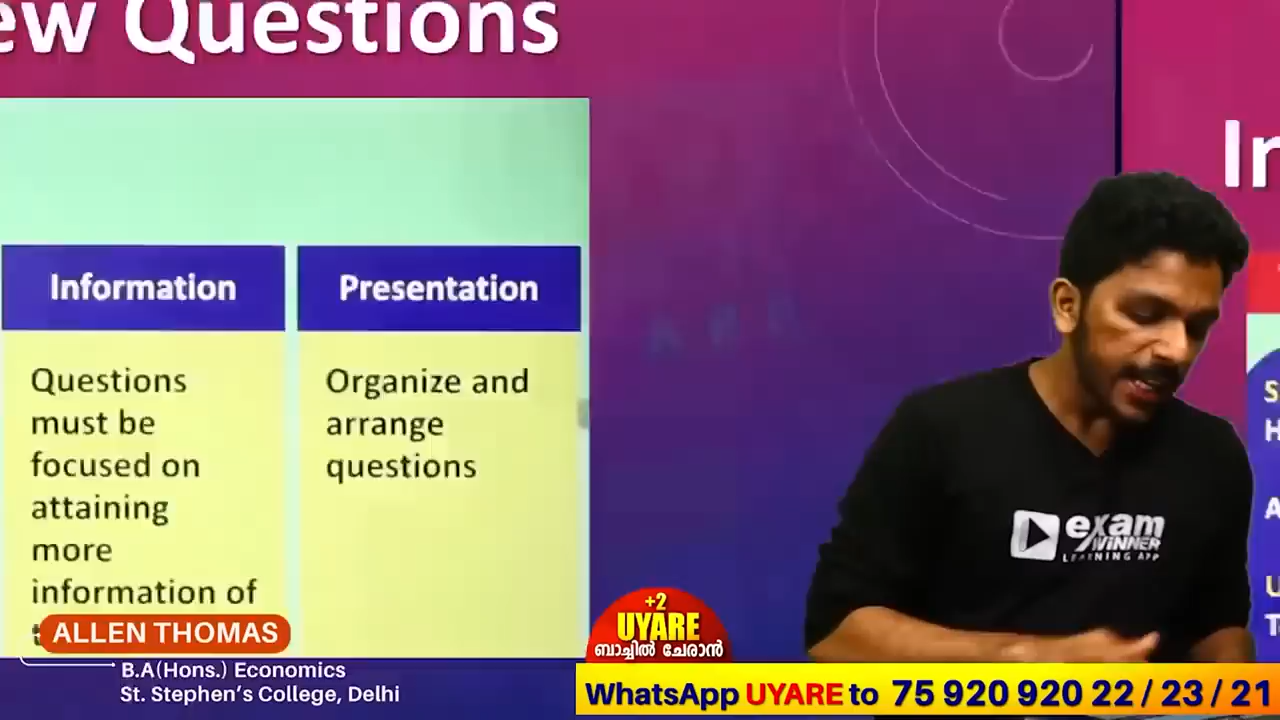 ew Questions
In
Information
Presentation
Questions
must be
focused on
attaining
more
information of
Organize and
arrange
questions
S
H
A
U
T
exam
WINNER
LEARNING APP
ALLEN THOMAS
B.A(Hons.) Economics
St. Stephen's College, Delhi
+2
UYARE
ബാച്ചിൽ ചേരാൻ
WhatsApp UYARE to 75 920 920 22 / 23 / 21